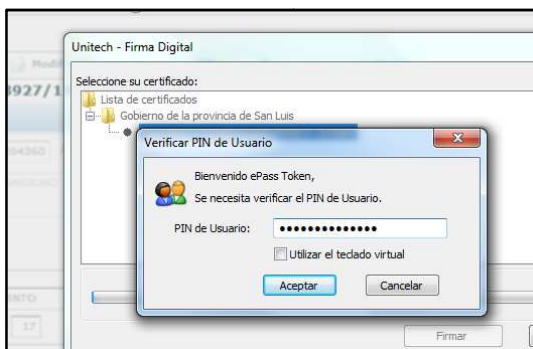 Unitech - Firma Digital
Seleccione su certificado:
Lista de certificados
Gobierno de la provincia de San Luis
Verificar PIN de Usuario
Bienvenido ePass Token,
Se necesita verificar el PIN de Usuario.
PIN de Usuario: ●●●●●●●●●●●●●●
Utilizar el teclado virtual
Aceptar Cancelar
17
Firmar